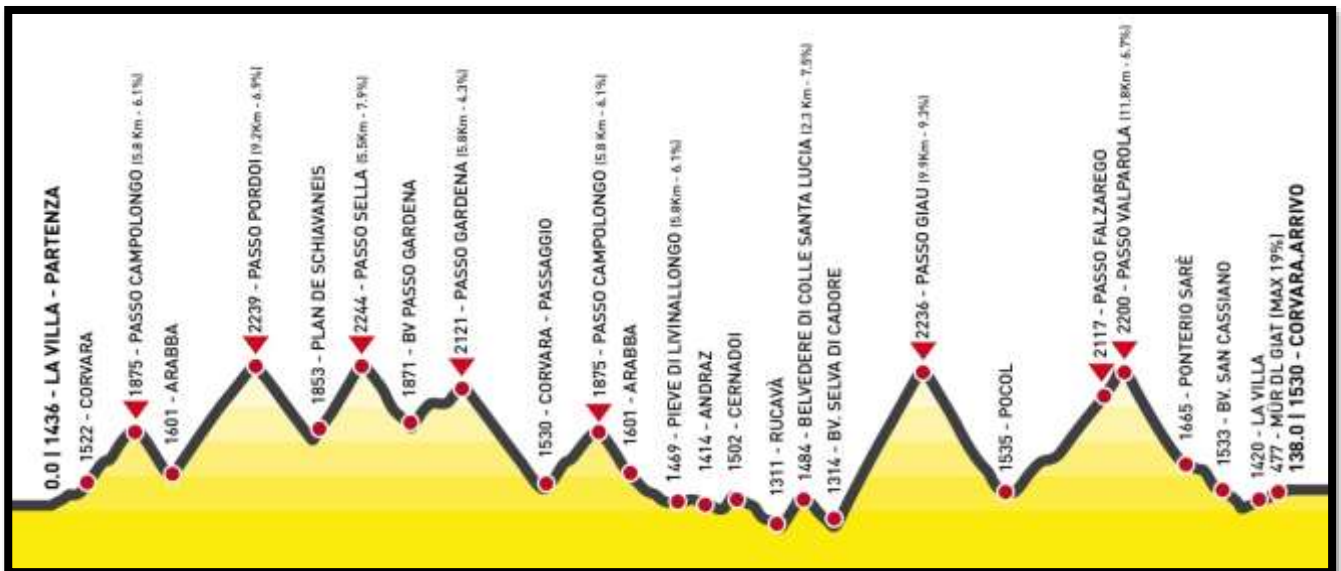 0.0 | 1436 - LA VILLA - PARTENZA
1522 - CORVARA
1875 - PASSO CAMPOLONGO (5.8 Km - 6.1%)
1601 - ARABBA
2239 - PASSO PORDOI (9.2Km - 6.9%)
1853 - PLAN DE SCHIAVANEIS
2244 - PASSO SELLA (5.5Km - 7.9%)
1871 - BV PASSO GARDENA
2121 - PASSO GARDENA (5.8Km - 4.3%)
1530 - CORVARA - PASSAGGIO
1875 - PASSO CAMPOLONGO (5.8 Km - 6.1%)
1601 - ARABBA
1469 - PIEVE DI LIVINALLONGO (5.8Km - 6.1%)
1414 - ANDRAZ
1502 - CERNADOI
1311 - RUCAVÀ
1484 - BELVEDERE DI COLLE SANTA LUCIA (2.3 Km - 7.5%)
1314 - BV. SELVA DI CADORE
2236 - PASSO GIAU (9.9Km - 9.3%)
1535 - POCOL
2117 - PASSO FALZAREGO
2200 - PASSO VALPAROLA (11.8Km - 6.7%)
1665 - PONTERIO SARÈ
1533 - BV. SAN CASSIANO
1420 - LA VILLA
477 - MÜR DL GIAT (MAX 19%)
138.0 | 1530 - CORVARA.ARRIVO